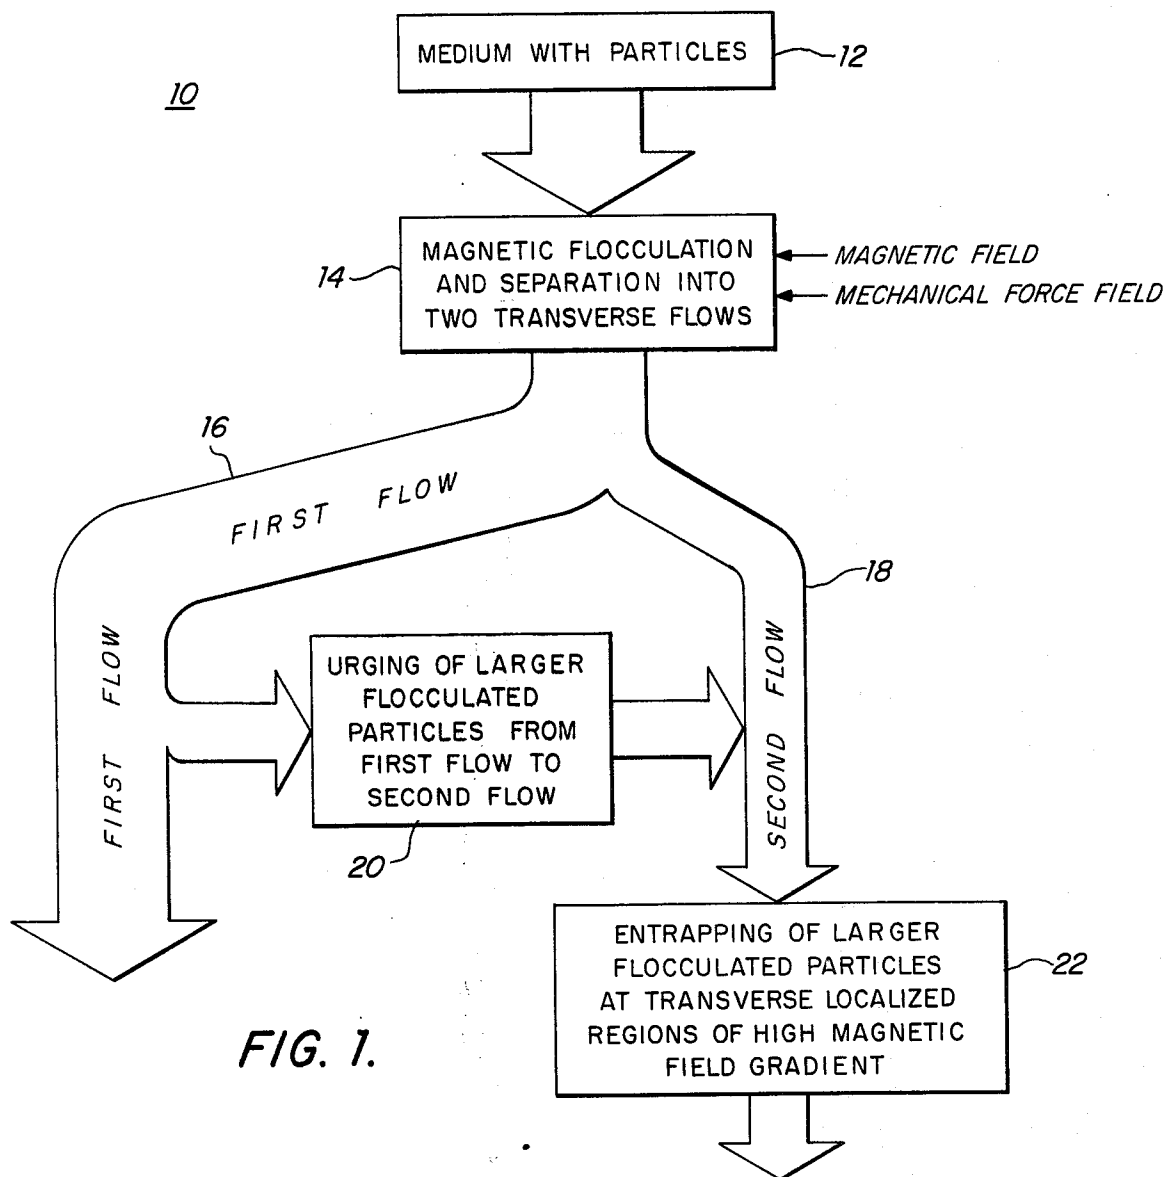 10
MEDIUM WITH PARTICLES
12
14
MAGNETIC FLOCCULATION
AND SEPARATION INTO
TWO TRANSVERSE FLOWS
MAGNETIC FIELD
MECHANICAL FORCE FIELD
16
FIRST FLOW
18
FIRST FLOW
URGING OF LARGER
FLOCCULATED
PARTICLES FROM
FIRST FLOW TO
SECOND FLOW
20
SECOND FLOW
ENTRAPPING OF LARGER
FLOCCULATED PARTICLES
AT TRANSVERSE LOCALIZED
REGIONS OF HIGH MAGNETIC
FIELD GRADIENT
22
FIG. 1.